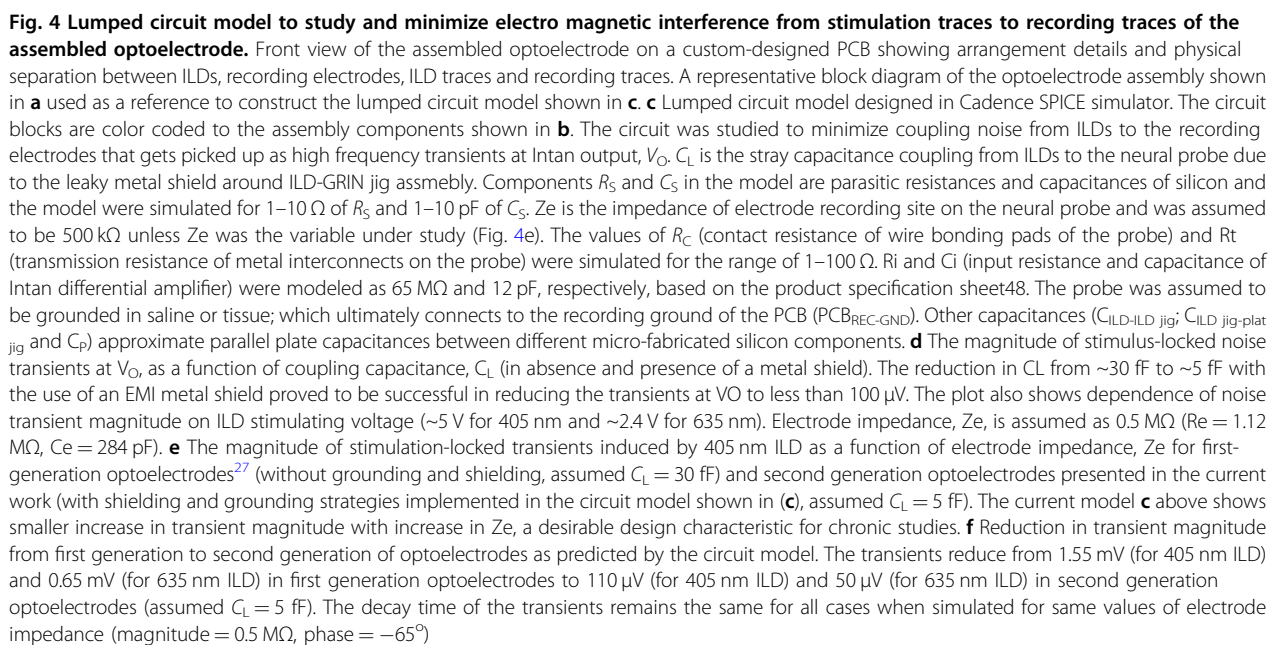 Fig. 4 Lumped circuit model to study and minimize electro magnetic interference from stimulation traces to recording traces of the
assembled optoelectrode. Front view of the assembled optoelectrode on a custom-designed PCB showing arrangement details and physical
separation between ILDs, recording electrodes, ILD traces and recording traces. A representative block diagram of the optoelectrode assembly shown
in a used as a reference to construct the lumped circuit model shown in c. c Lumped circuit model designed in Cadence SPICE simulator. The circuit
blocks are color coded to the assembly components shown in b. The circuit was studied to minimize coupling noise from ILDs to the recording
electrodes that gets picked up as high frequency transients at Intan output, VO. CL is the stray capacitance coupling from ILDs to the neural probe due
to the leaky metal shield around ILD-GRIN jig assmebly. Components RS and CS in the model are parasitic resistances and capacitances of silicon and
the model were simulated for 1–10 Ω of RS and 1–10 pF of CS. Ze is the impedance of electrode recording site on the neural probe and was assumed
to be 500 kΩ unless Ze was the variable under study (Fig. 4e). The values of RC (contact resistance of wire bonding pads of the probe) and Rt
(transmission resistance of metal interconnects on the probe) were simulated for the range of 1–100 Ω. Ri and Ci (input resistance and capacitance of
Intan differential amplifier) were modeled as 65 MΩ and 12 pF, respectively, based on the product specification sheet48. The probe was assumed to
be grounded in saline or tissue; which ultimately connects to the recording ground of the PCB (PCBREC-GND). Other capacitances (CILD-ILD jig; CILD jig-plat
jig and CP) approximate parallel plate capacitances between different micro-fabricated silicon components. d The magnitude of stimulus-locked noise
transients at VO, as a function of coupling capacitance, CL (in absence and presence of a metal shield). The reduction in CL from ~30 fF to ~5 fF with
the use of an EMI metal shield proved to be successful in reducing the transients at VO to less than 100 μV. The plot also shows dependence of noise
transient magnitude on ILD stimulating voltage (~5 V for 405 nm and ~2.4 V for 635 nm). Electrode impedance, Ze, is assumed as 0.5 MΩ (Re = 1.12
MΩ, Ce = 284 pF). e The magnitude of stimulation-locked transients induced by 405 nm ILD as a function of electrode impedance, Ze for first-
generation optoelectrodes27 (without grounding and shielding, assumed CL = 30 fF) and second generation optoelectrodes presented in the current
work (with shielding and grounding strategies implemented in the circuit model shown in (c), assumed CL = 5 fF). The current model c above shows
smaller increase in transient magnitude with increase in Ze, a desirable design characteristic for chronic studies. f Reduction in transient magnitude
from first generation to second generation of optoelectrodes as predicted by the circuit model. The transients reduce from 1.55 mV (for 405 nm ILD)
and 0.65 mV (for 635 nm ILD) in first generation optoelectrodes to 110 μV (for 405 nm ILD) and 50 μV (for 635 nm ILD) in second generation
optoelectrodes (assumed CL = 5 fF). The decay time of the transients remains the same for all cases when simulated for same values of electrode
impedance (magnitude = 0.5 MΩ, phase = −65°)